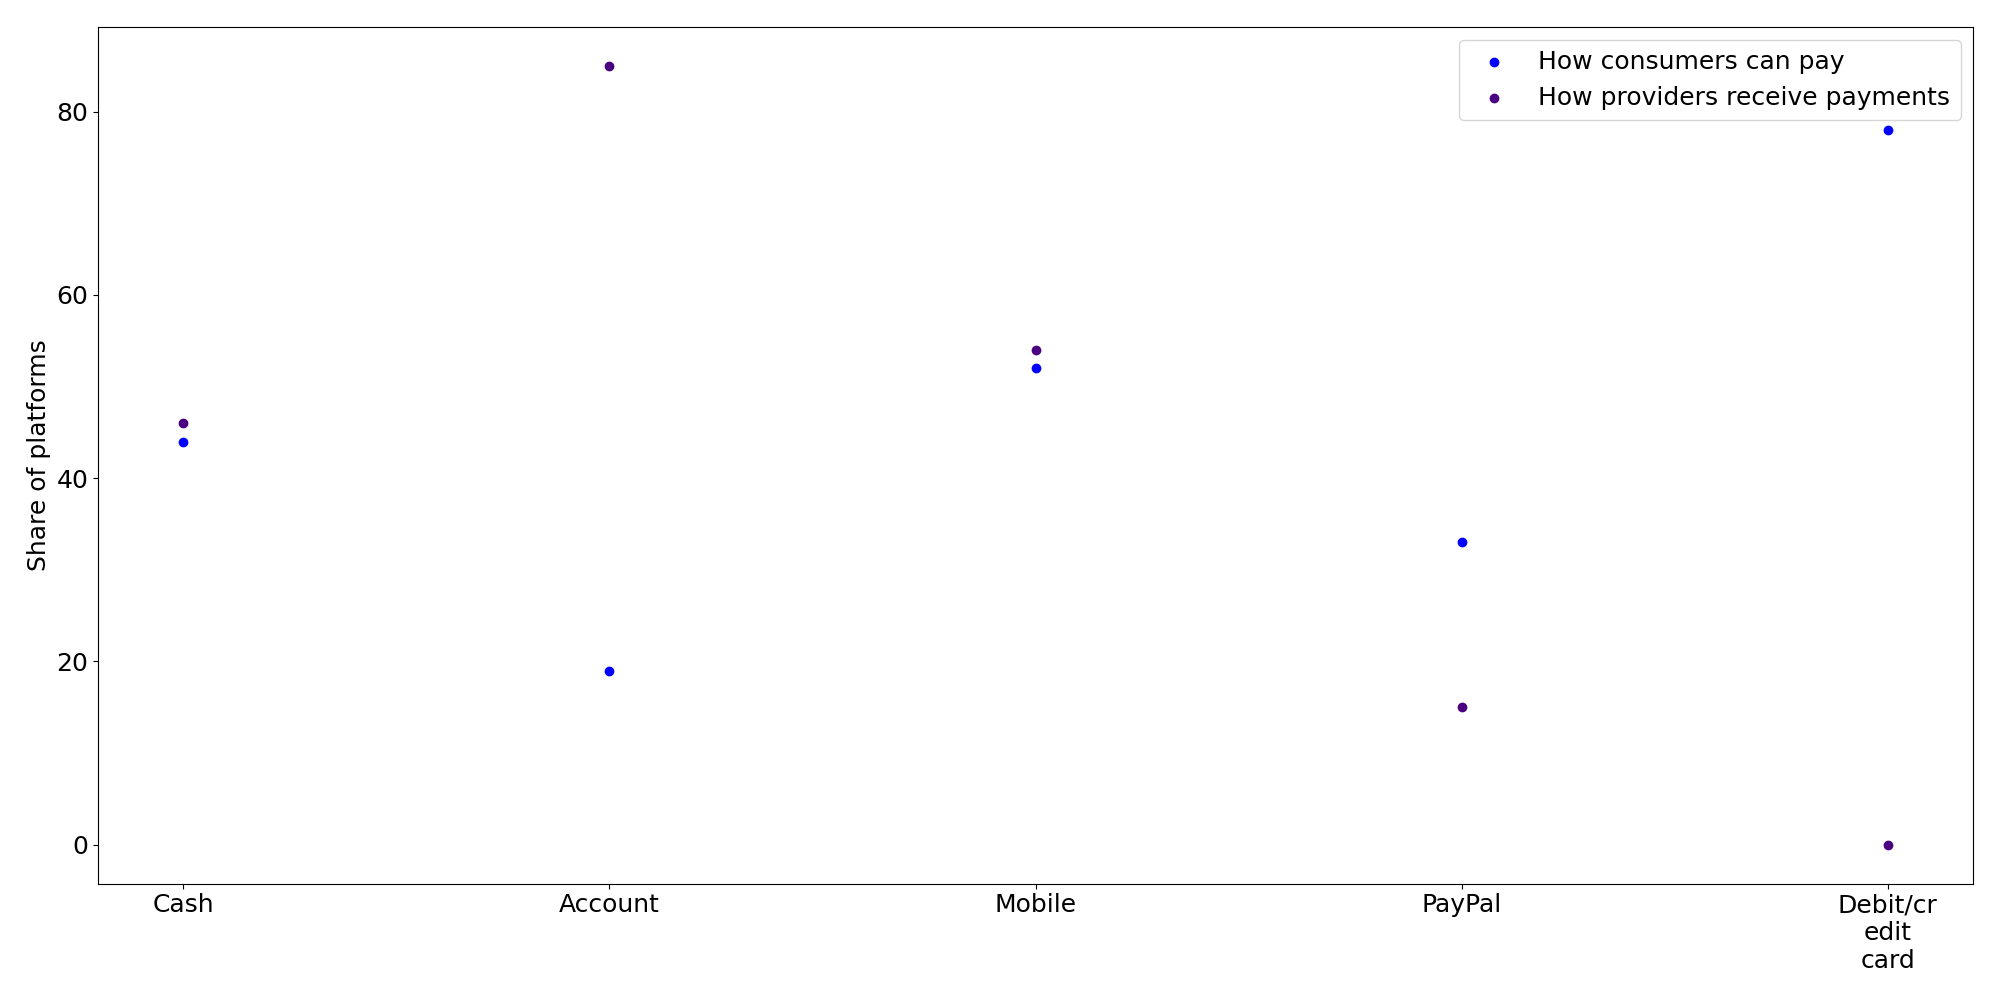 How consumers can pay
How providers receive payments
Share of platforms
80
60
40
20
0
Cash
Account
Mobile
PayPal
Debit/cr
edit
card